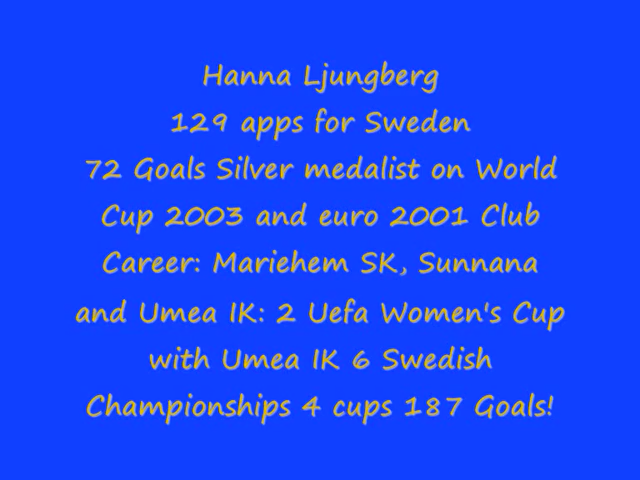 Hanna Ljungberg
129 apps for Sweden
72 Goals Silver medalist on World
Cup 2003 and euro 2001 Club
Career: Mariehem SK, Sunnana
and Umea IK: 2 Uefa Women's Cup
with Umea IK 6 Swedish
Championships 4 cups 187 Goals!